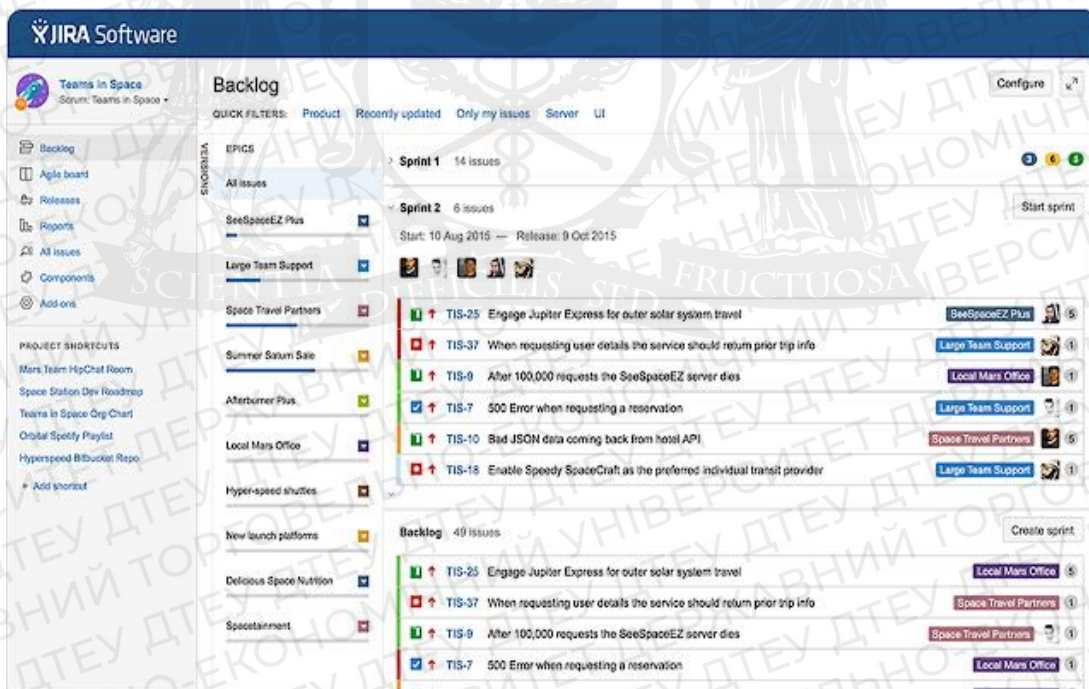 JIRA Software
Teams in Space
Scrum: Teams in Space
Backlog
Agile board
Releases
Reports
All issues
Components
Add-ons
PROJECT SHORTCUTS
Mars Team HipChat Room
Space Station Dev Roadmap
Teams in Space Org Chart
Orbital Spotify Playlist
Hyperspeed Bitbucket Repo
+ Add shortcut
Backlog
Configure
QUICK FILTERS: Product Recently updated Only my issues Server UI
VERSIONS
EPICS
All issues
SeeSpaceEZ Plus
Large Team Support
Space Travel Partners
Summer Saturn Sale
Afterburner Plus
Local Mars Office
Hyper-speed shuttles
New launch platforms
Delicious Space Nutrition
Spacetainment
Sprint 1 14 issues 3 6 5
Sprint 2 6 issues Start sprint
Start: 10 Aug 2015 — Release: 9 Oct 2015
TIS-25 Engage Jupiter Express for outer solar system travel SeeSpaceEZ Plus 5
TIS-37 When requesting user details the service should return prior trip info Large Team Support 1
TIS-9 After 100,000 requests the SeeSpaceEZ server dies Local Mars Office 1
TIS-7 500 Error when requesting a reservation Large Team Support 1
TIS-10 Bad JSON data coming back from hotel API Space Travel Partners 5
TIS-18 Enable Speedy SpaceCraft as the preferred individual transit provider Large Team Support 1
Backlog 49 issues Create sprint
TIS-25 Engage Jupiter Express for outer solar system travel Local Mars Office 5
TIS-37 When requesting user details the service should return prior trip info Space Travel Partners 1
TIS-9 After 100,000 requests the SeeSpaceEZ server dies Space Travel Partners 1
TIS-7 500 Error when requesting a reservation Local Mars Office 1
SCIENTIA DIFFICILIS SED FRUCTUOSA